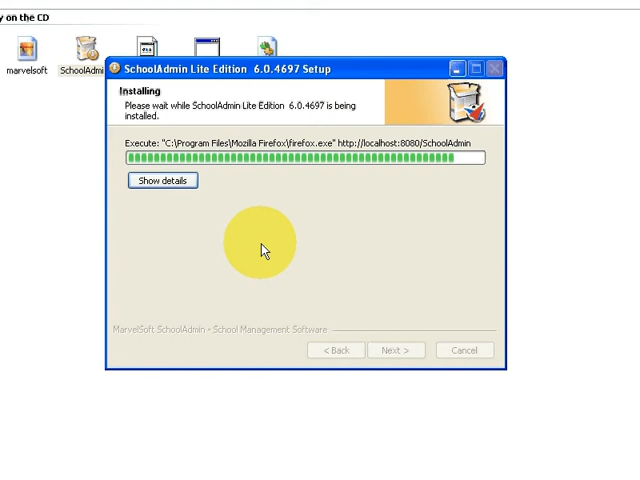 y on the CD
marvelsoft
SchoolAdmi
SchoolAdmin Lite Edition 6.0.4697 Setup
Installing
Please wait while SchoolAdmin Lite Edition 6.0.4697 is being
installed.
Execute: "C:\Program Files\Mozilla Firefox\firefox.exe" http://localhost:8080/SchoolAdmin
Show details
MarvelSoft SchoolAdmin - School Management Software
< Back
Next >
Cancel